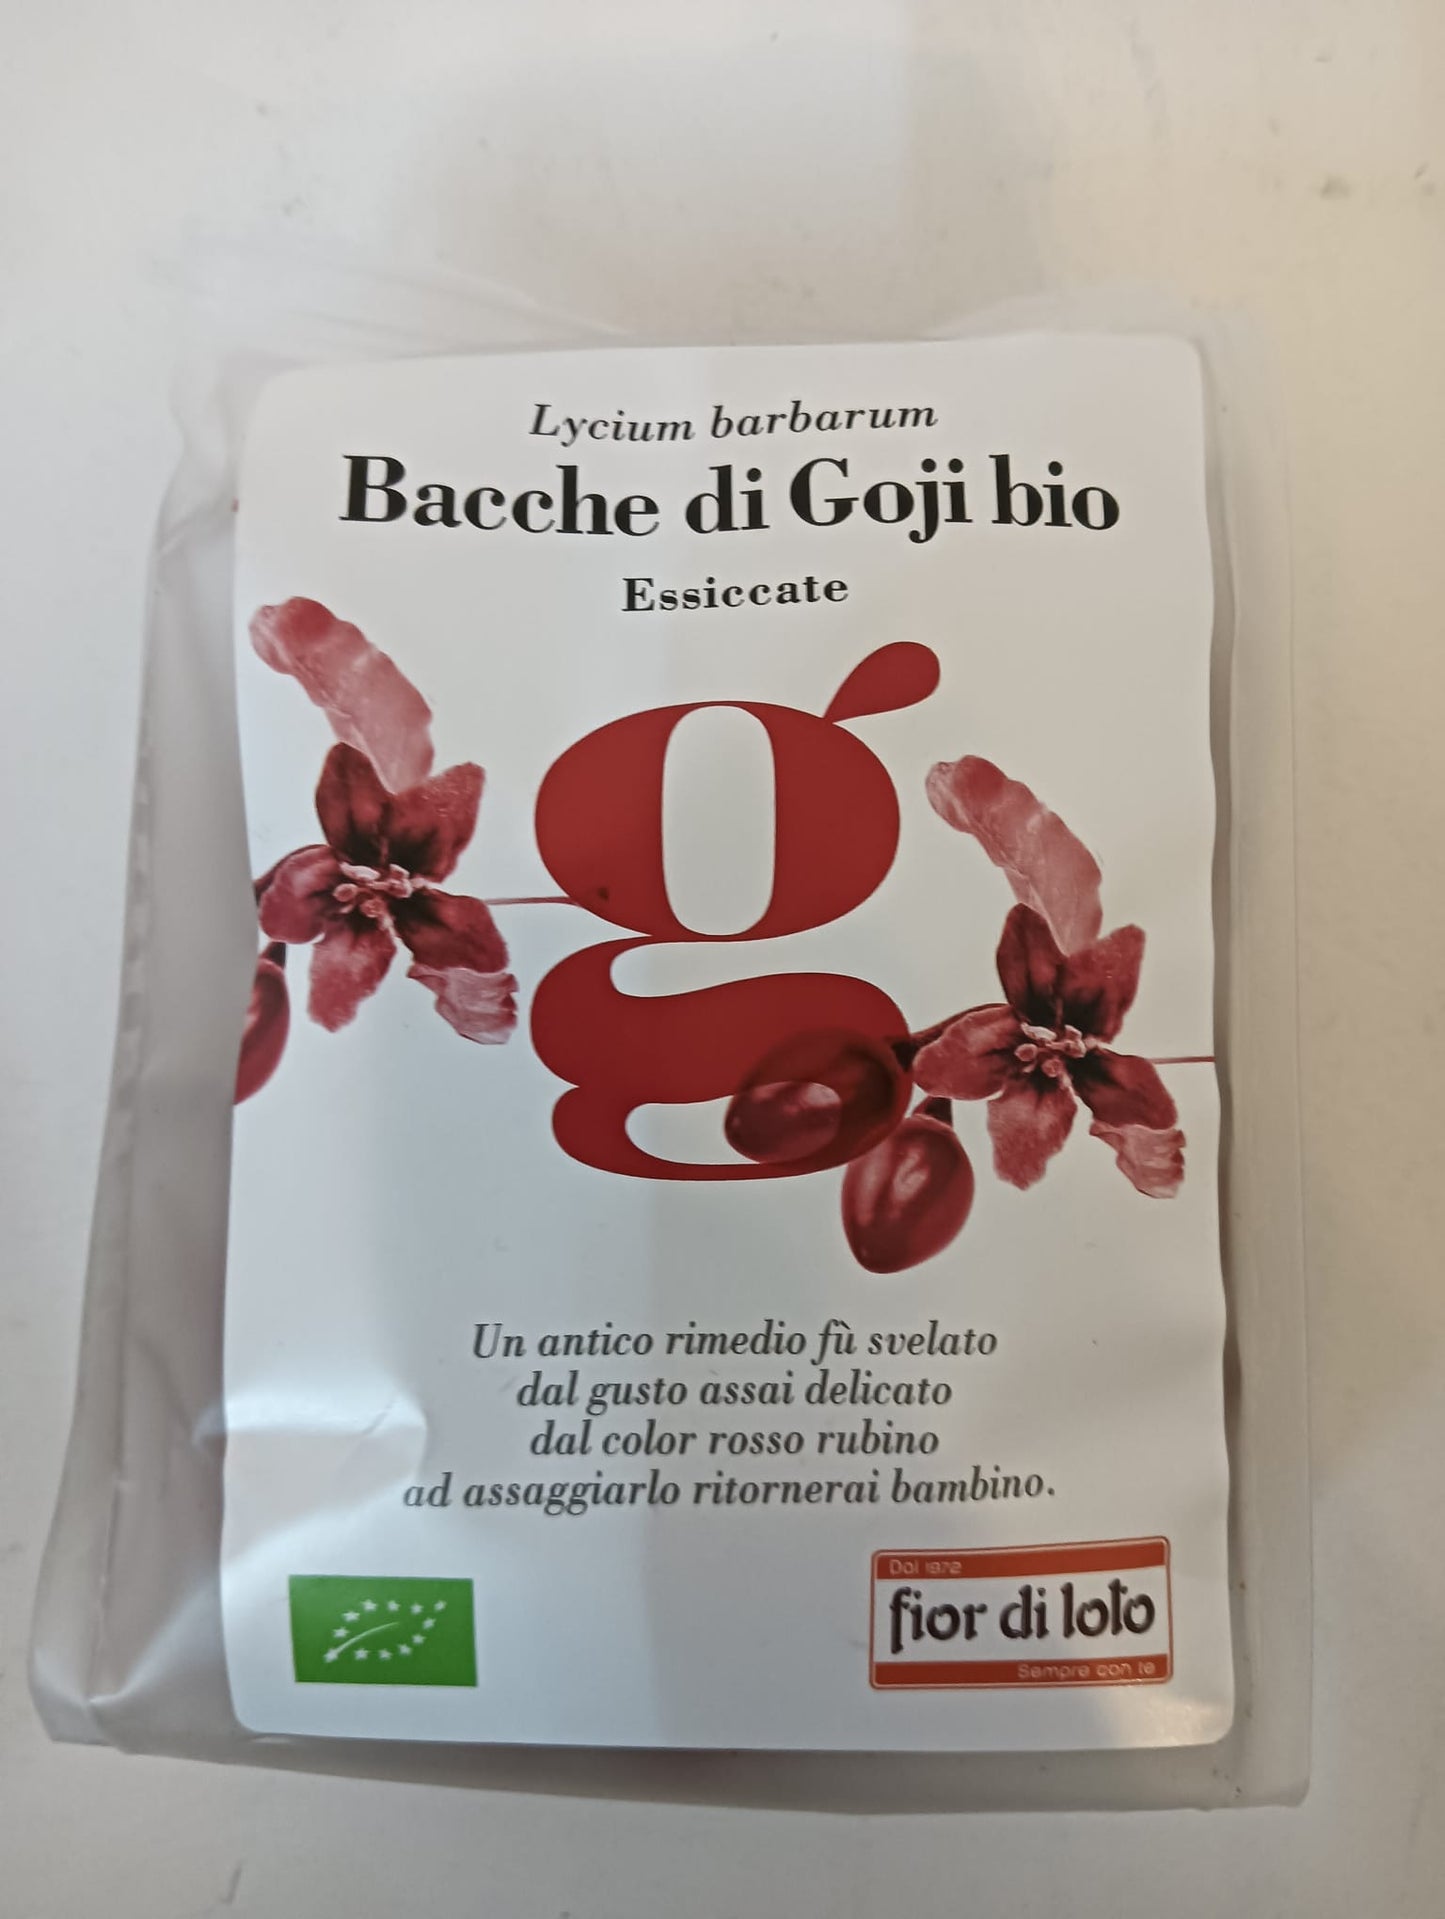 Lycium barbarum
Bacche di Goji bio
Essiccate
g
Un antico rimedio fù svelato
dal gusto assai delicato
dal color rosso rubino
ad assaggiarlo ritornerai bambino.
Dal 1972
fior di loto
Sempre con te